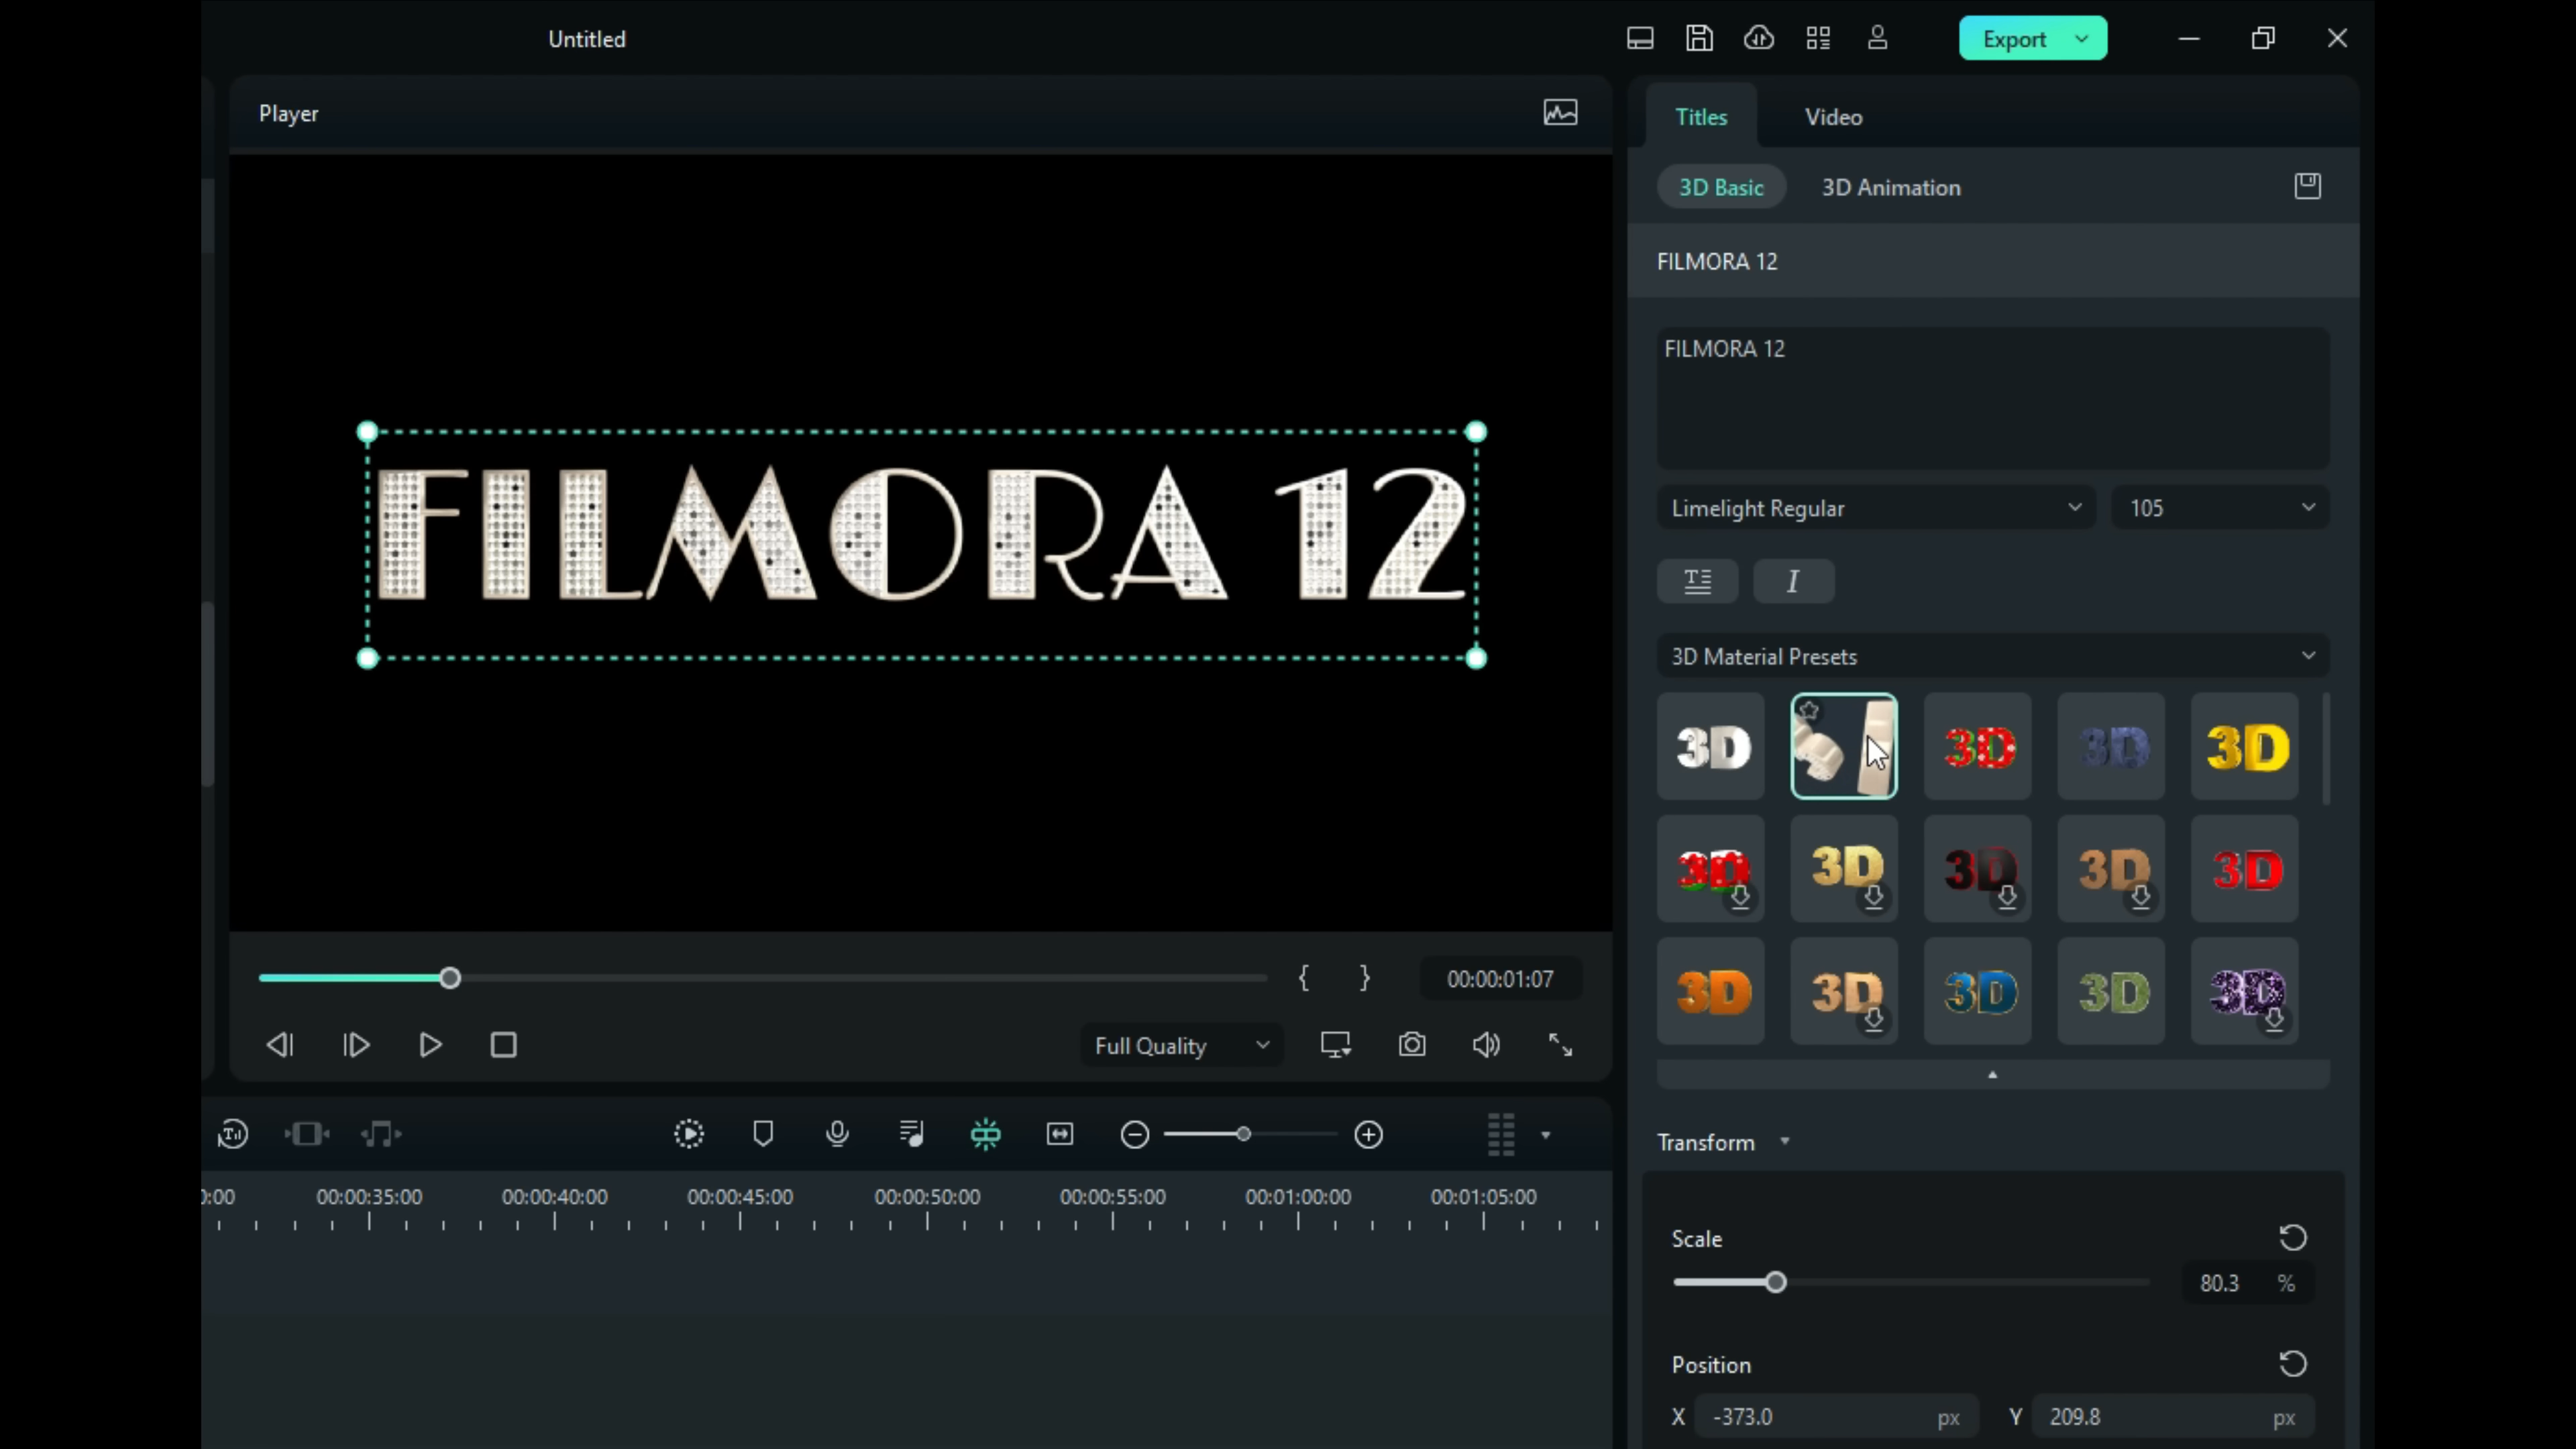 Untitled
Export
Player
Titles
Video
3D Basic
3D Animation
FILMORA 12
FILMORA 12
FILMORA 12
Limelight Regular
105
T
I
3D Material Presets
3D
3D
3D
3D
3D
3D
3D
3D
3D
3D
3D
3D
3D
3D
{ }
00:00:01:07
Full Quality
0:00
00:00:35:00
00:00:40:00
00:00:45:00
00:00:50:00
00:00:55:00
00:01:00:00
00:01:05:00
Transform
Scale
80.3 %
Position
X -373.0 px Y 209.8 px